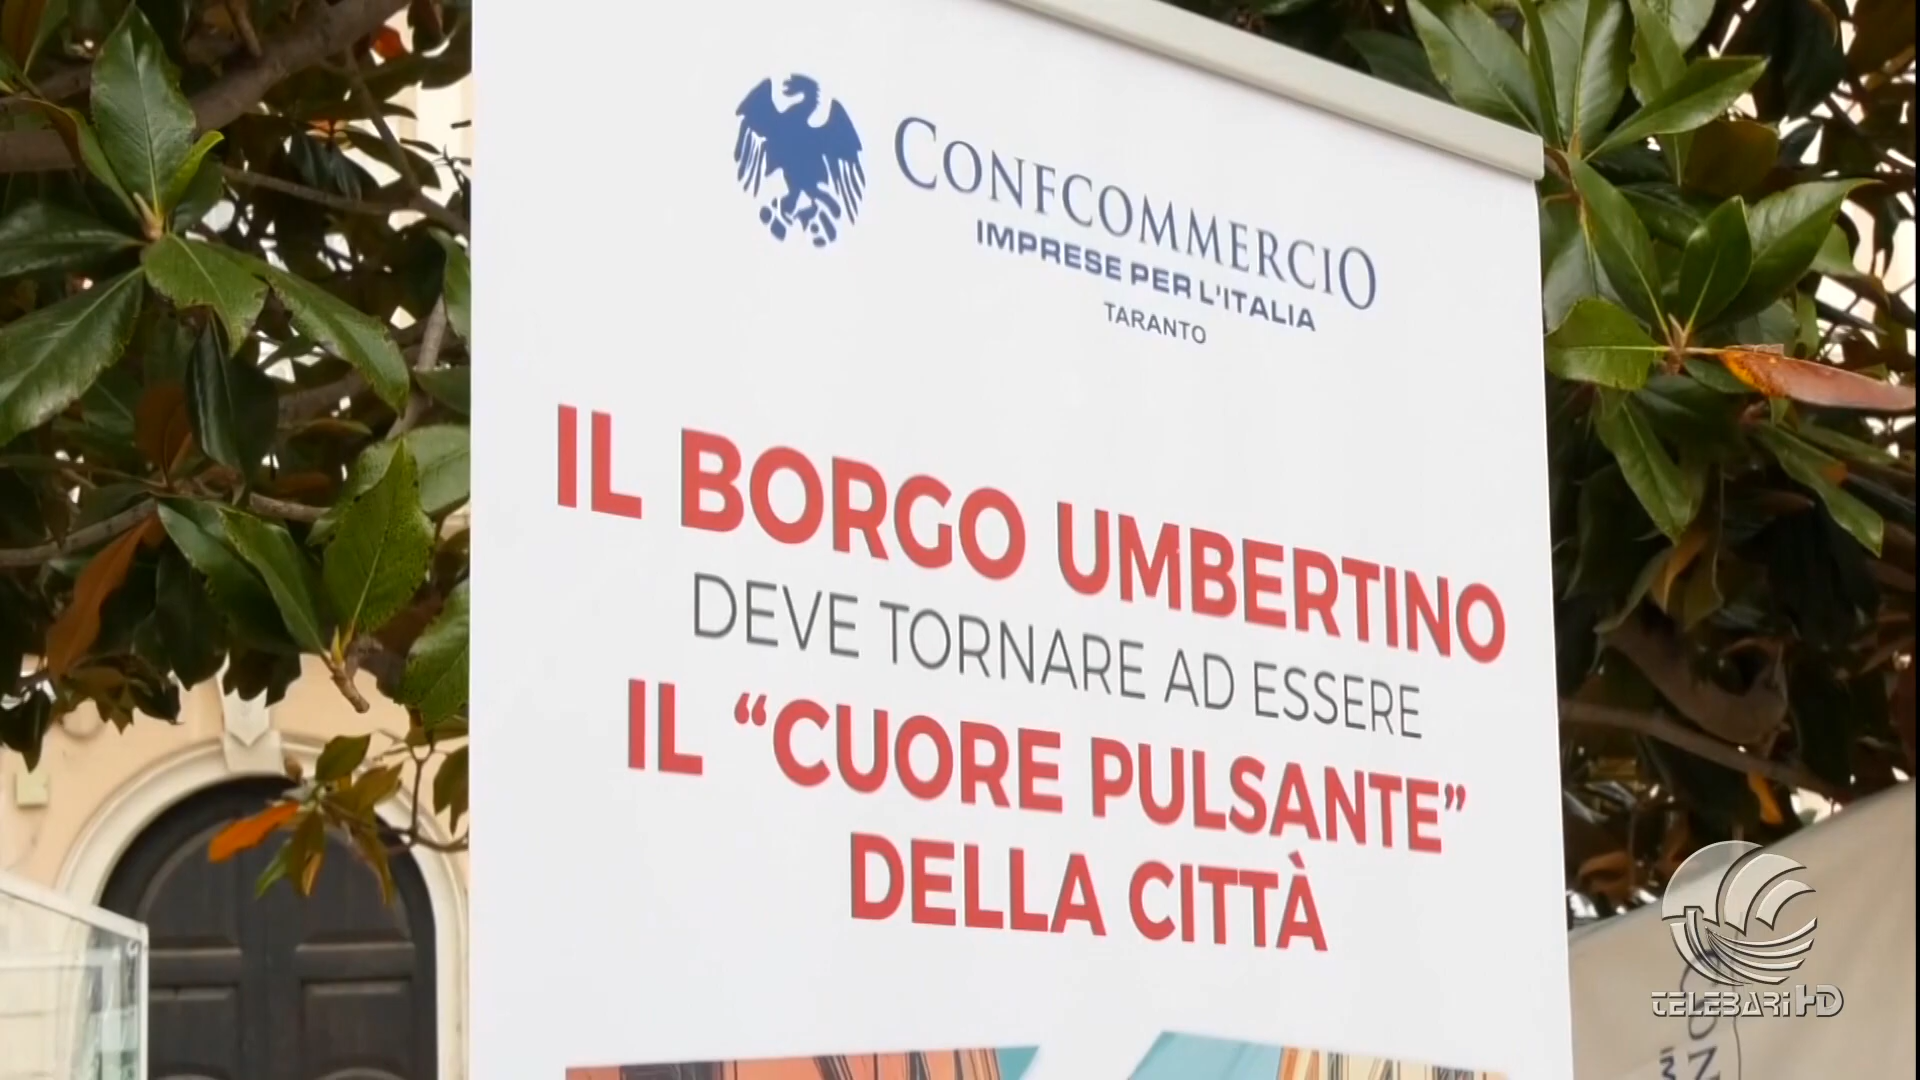 CONFCOMMERCIO
IMPRESE PER L'ITALIA
TARANTO
IL BORGO UMBERTINO
DEVE TORNARE AD ESSERE
IL “CUORE PULSANTE”
DELLA CITTÀ
TELEBARI HD